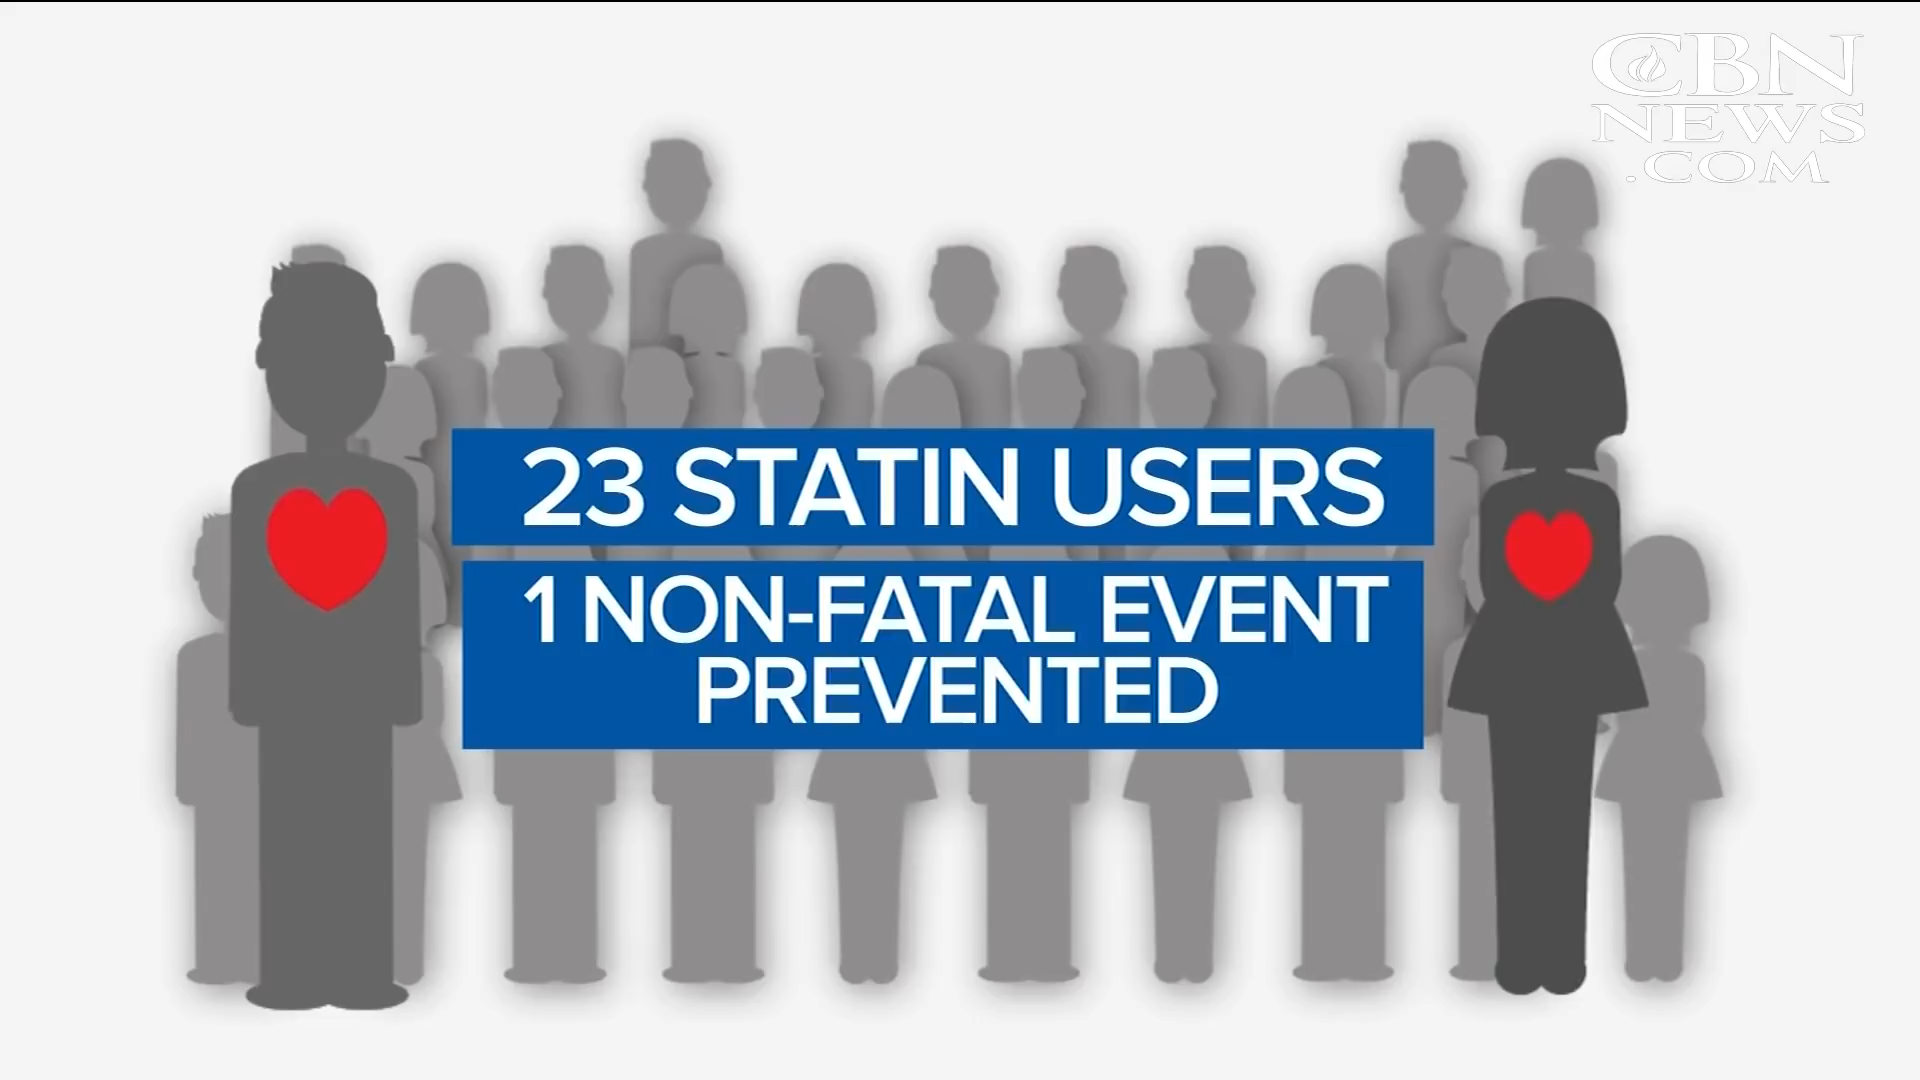 CBN
NEWS
.COM
23 STATIN USERS
1 NON-FATAL EVENT
PREVENTED